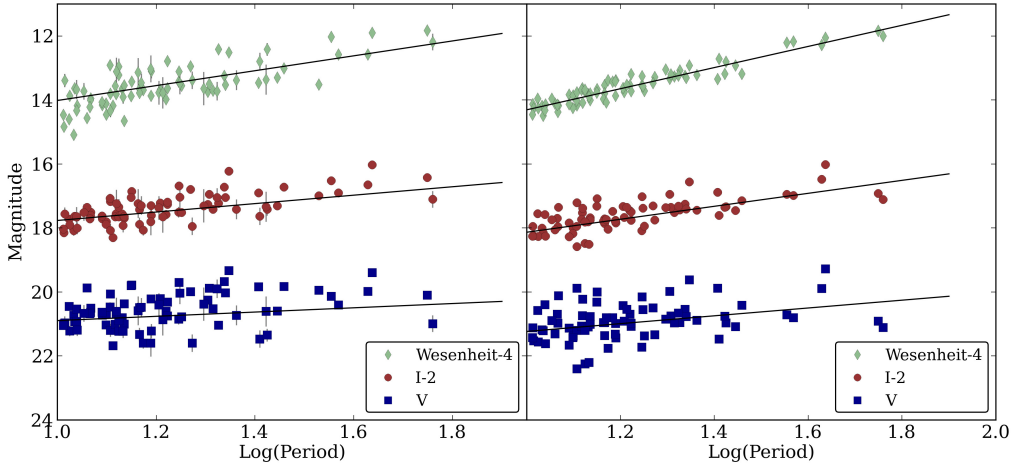 12
14
16
18
20
22
24
Magnitude
Wesenheit-4
I-2
V
1.0 1.2 1.4 1.6 1.8
Log(Period)
Wesenheit-4
I-2
V
1.2 1.4 1.6 1.8 2.0
Log(Period)